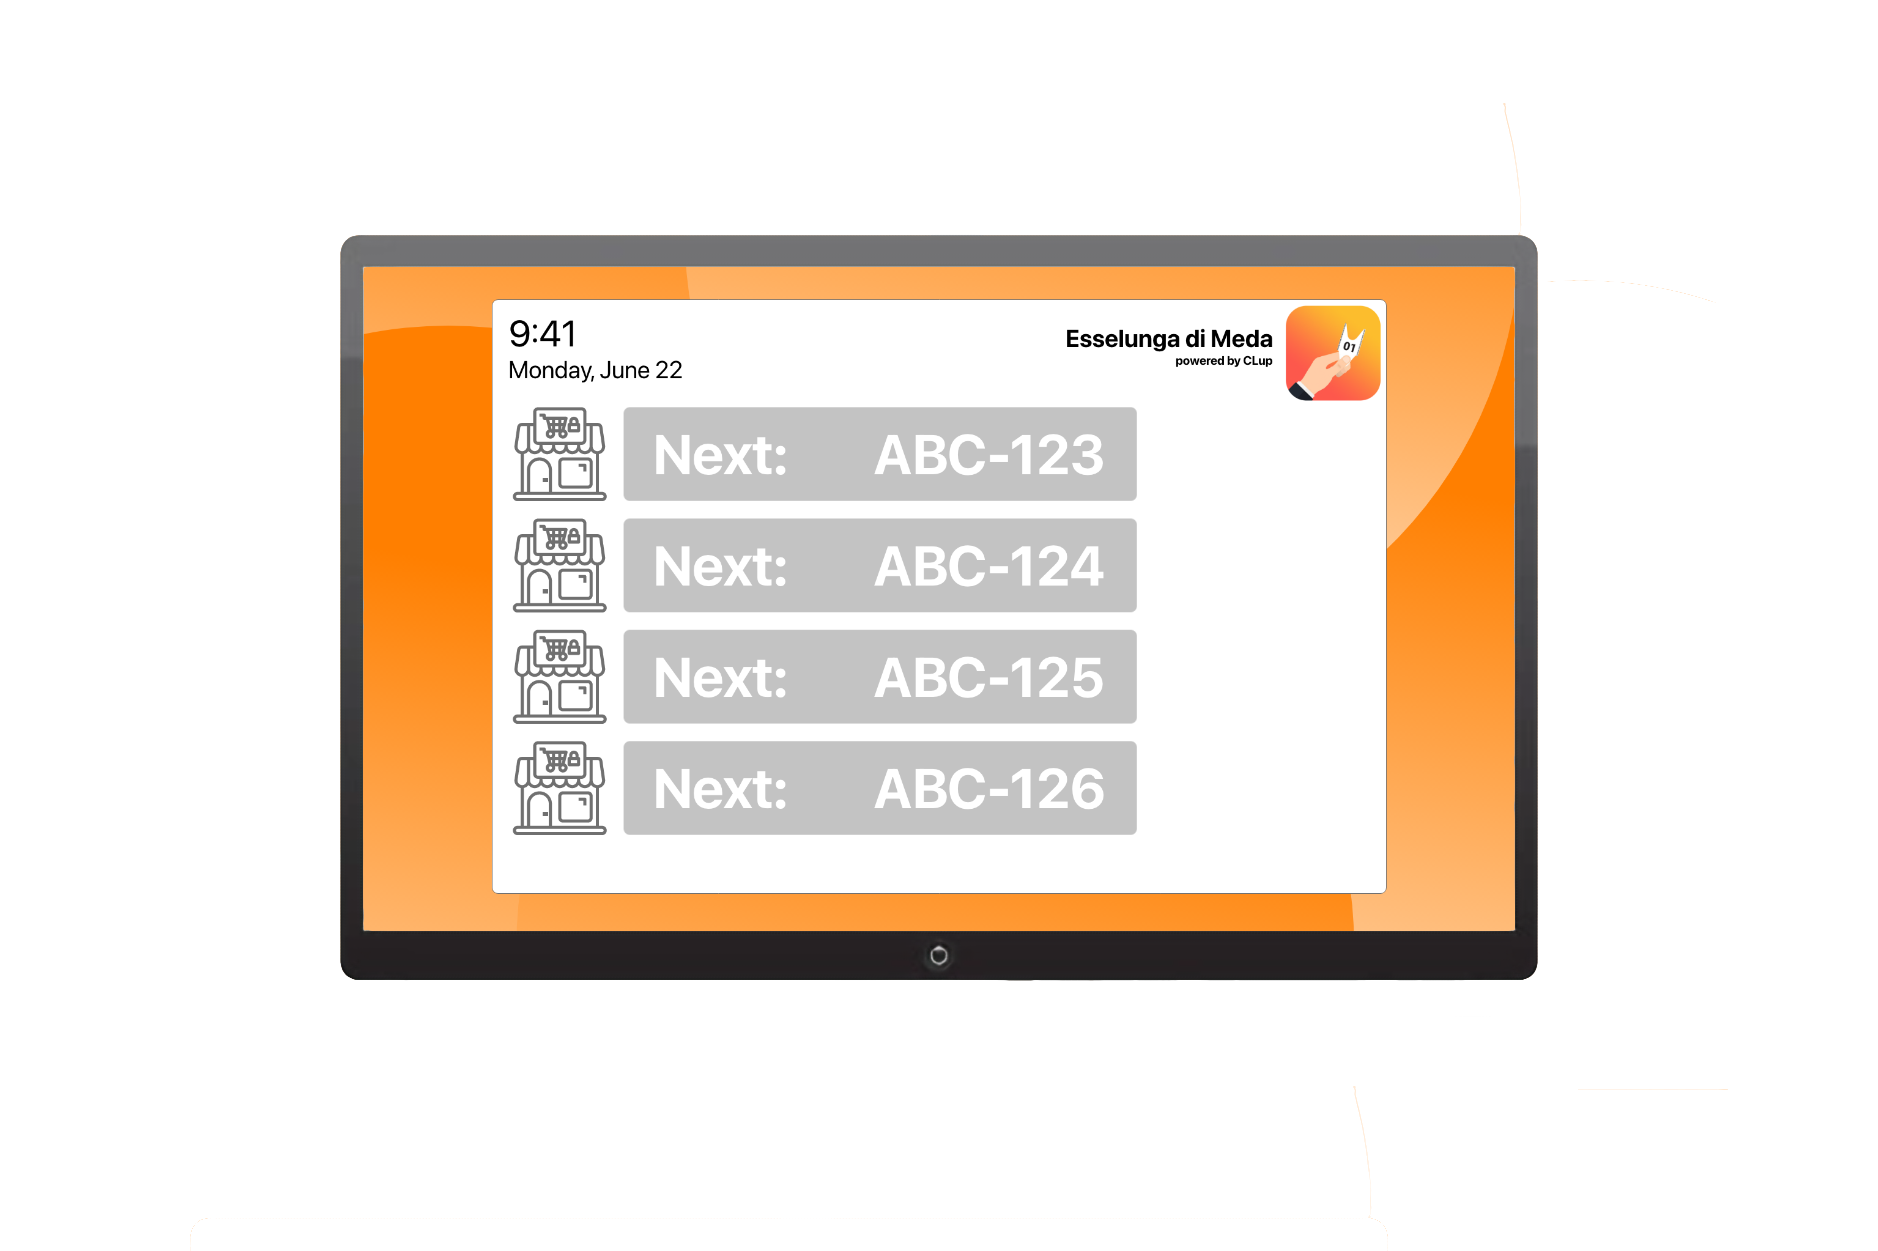 9:41
Monday, June 22
Esselunga di Meda
powered by CLup
01
Next: ABC-123
Next: ABC-124
Next: ABC-125
Next: ABC-126